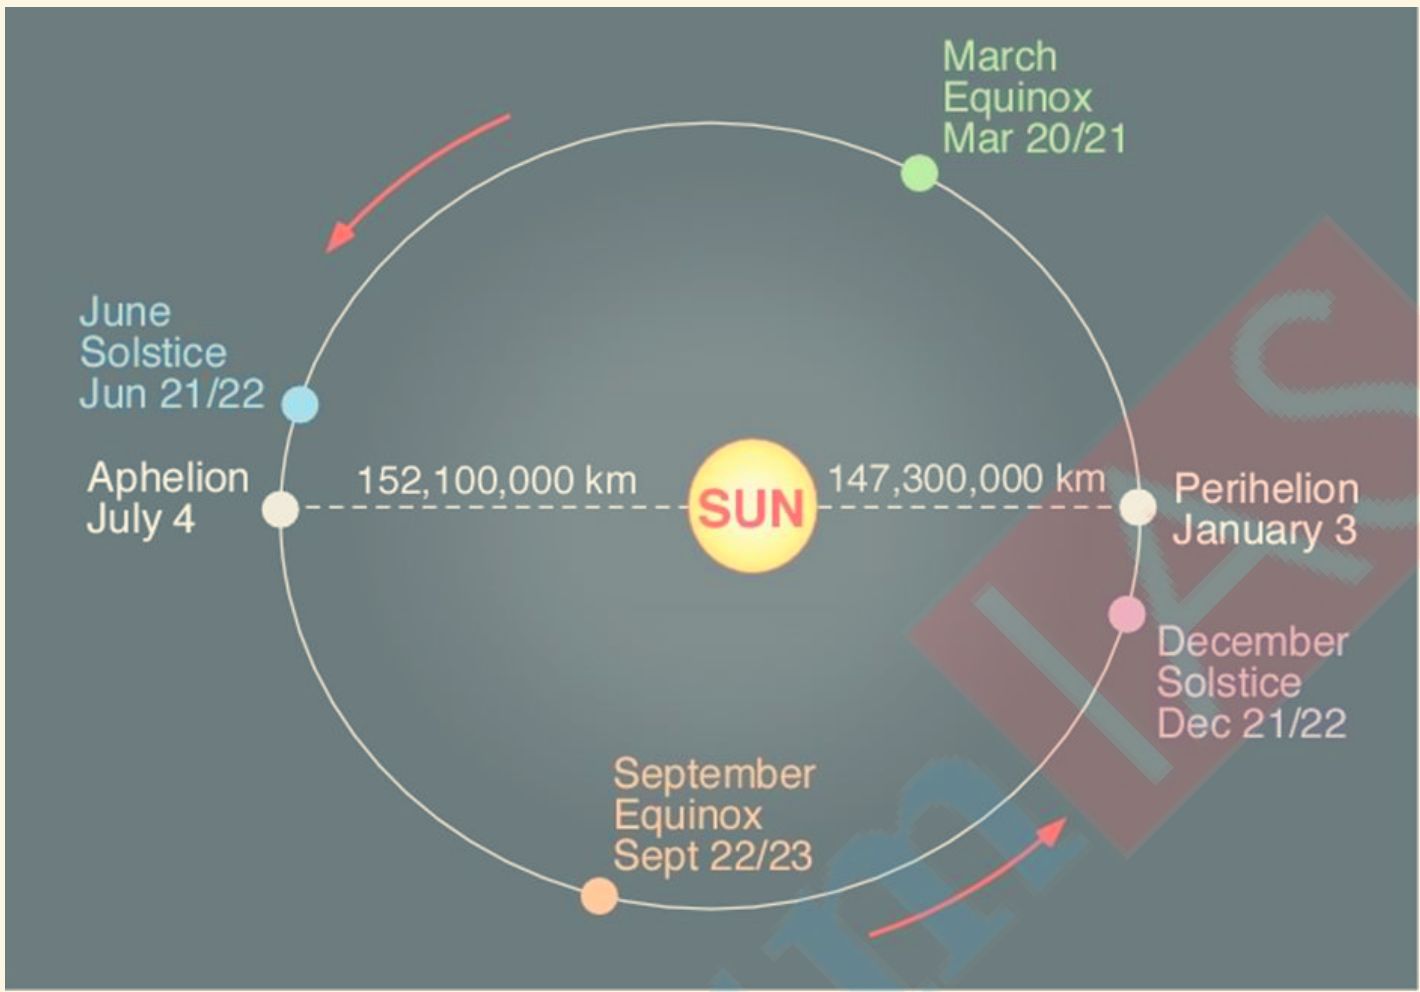 March
Equinox
Mar 20/21
June
Solstice
Jun 21/22
Aphelion
July 4
152,100,000 km
SUN
147,300,000 km
Perihelion
January 3
December
Solstice
Dec 21/22
September
Equinox
Sept 22/23
IAS